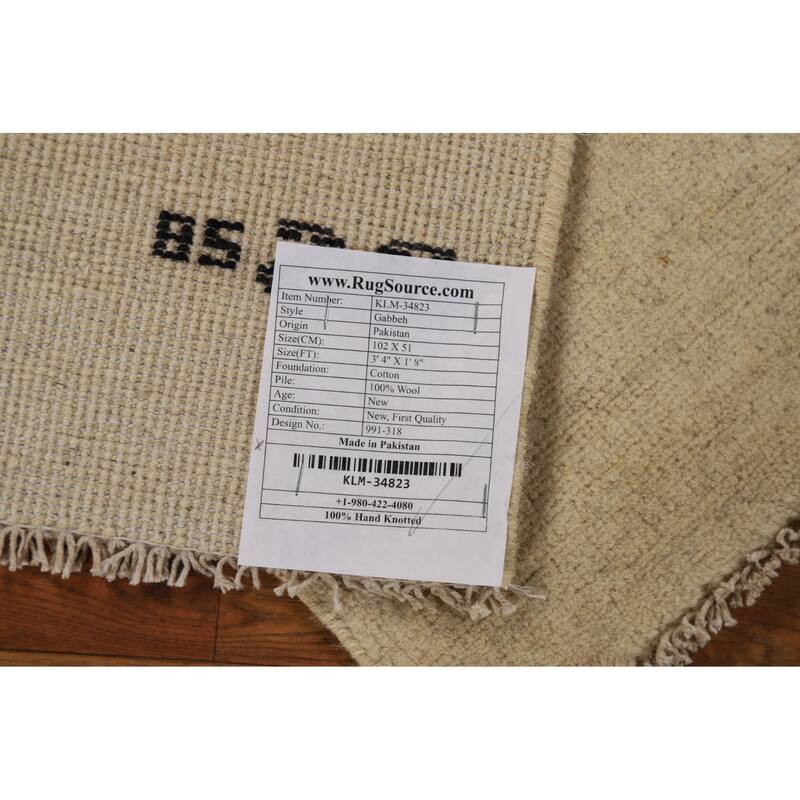 85
www.RugSource.com
Item Number: KLM-34823
Style Gabbeh
Origin Pakistan
Size(CM): 102 X 51
Size(FT): 3' 4" X 1' 8"
Foundation: Cotton
Pile: 100% Wool
Age: New
Condition: New, First Quality
Design No.: 991-318
Made in Pakistan
KLM-34823
+1-980-422-4080
100% Hand Knotted